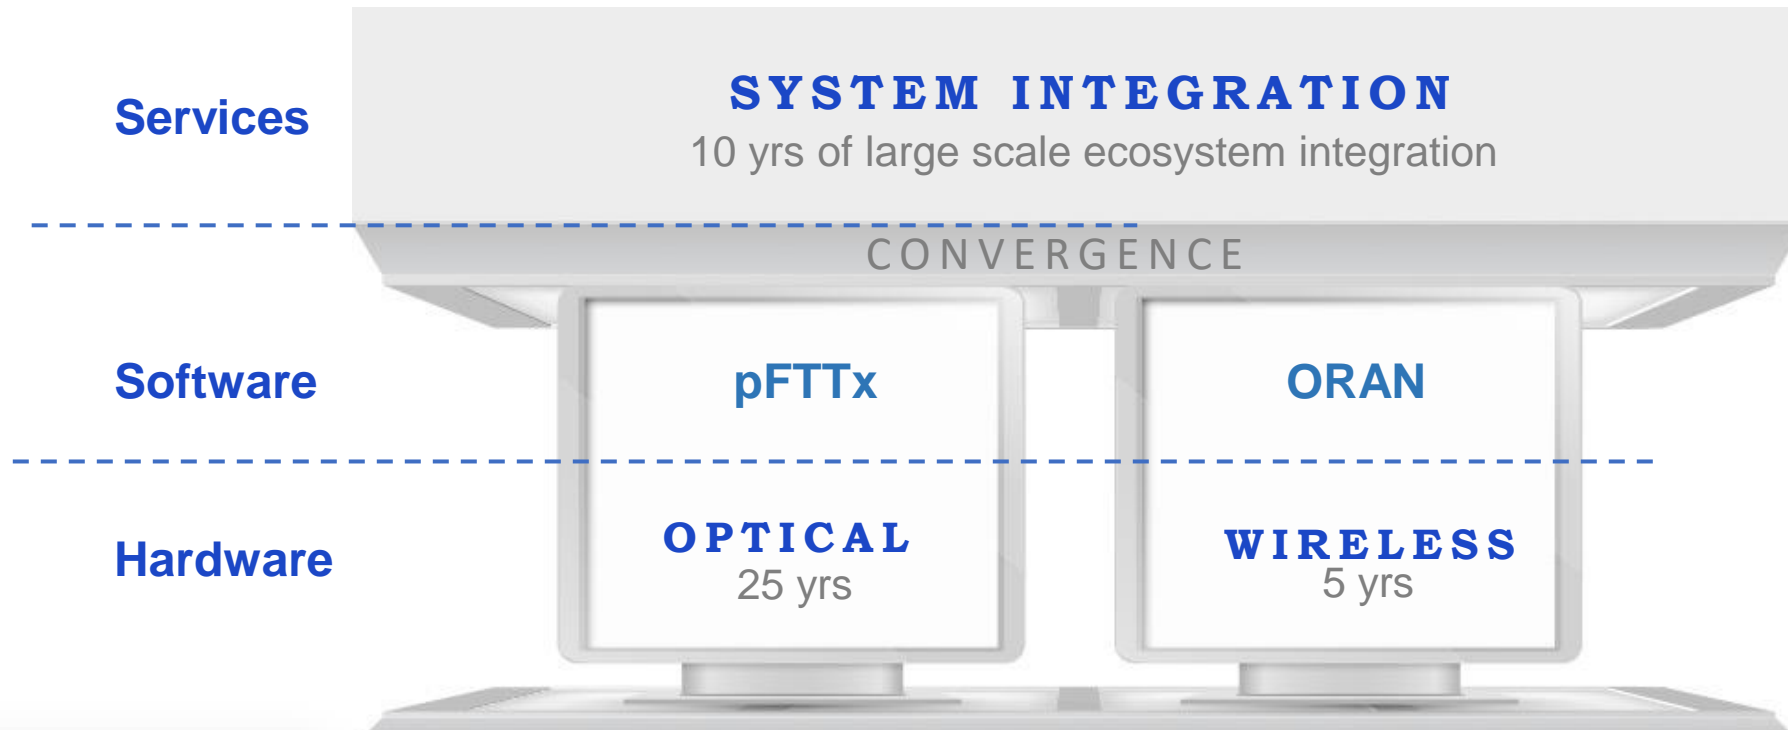 Services
SYSTEM INTEGRATION
10 yrs of large scale ecosystem integration
CONVERGENCE
Software
pFTTx
ORAN
Hardware
OPTICAL
25 yrs
WIRELESS
5 yrs